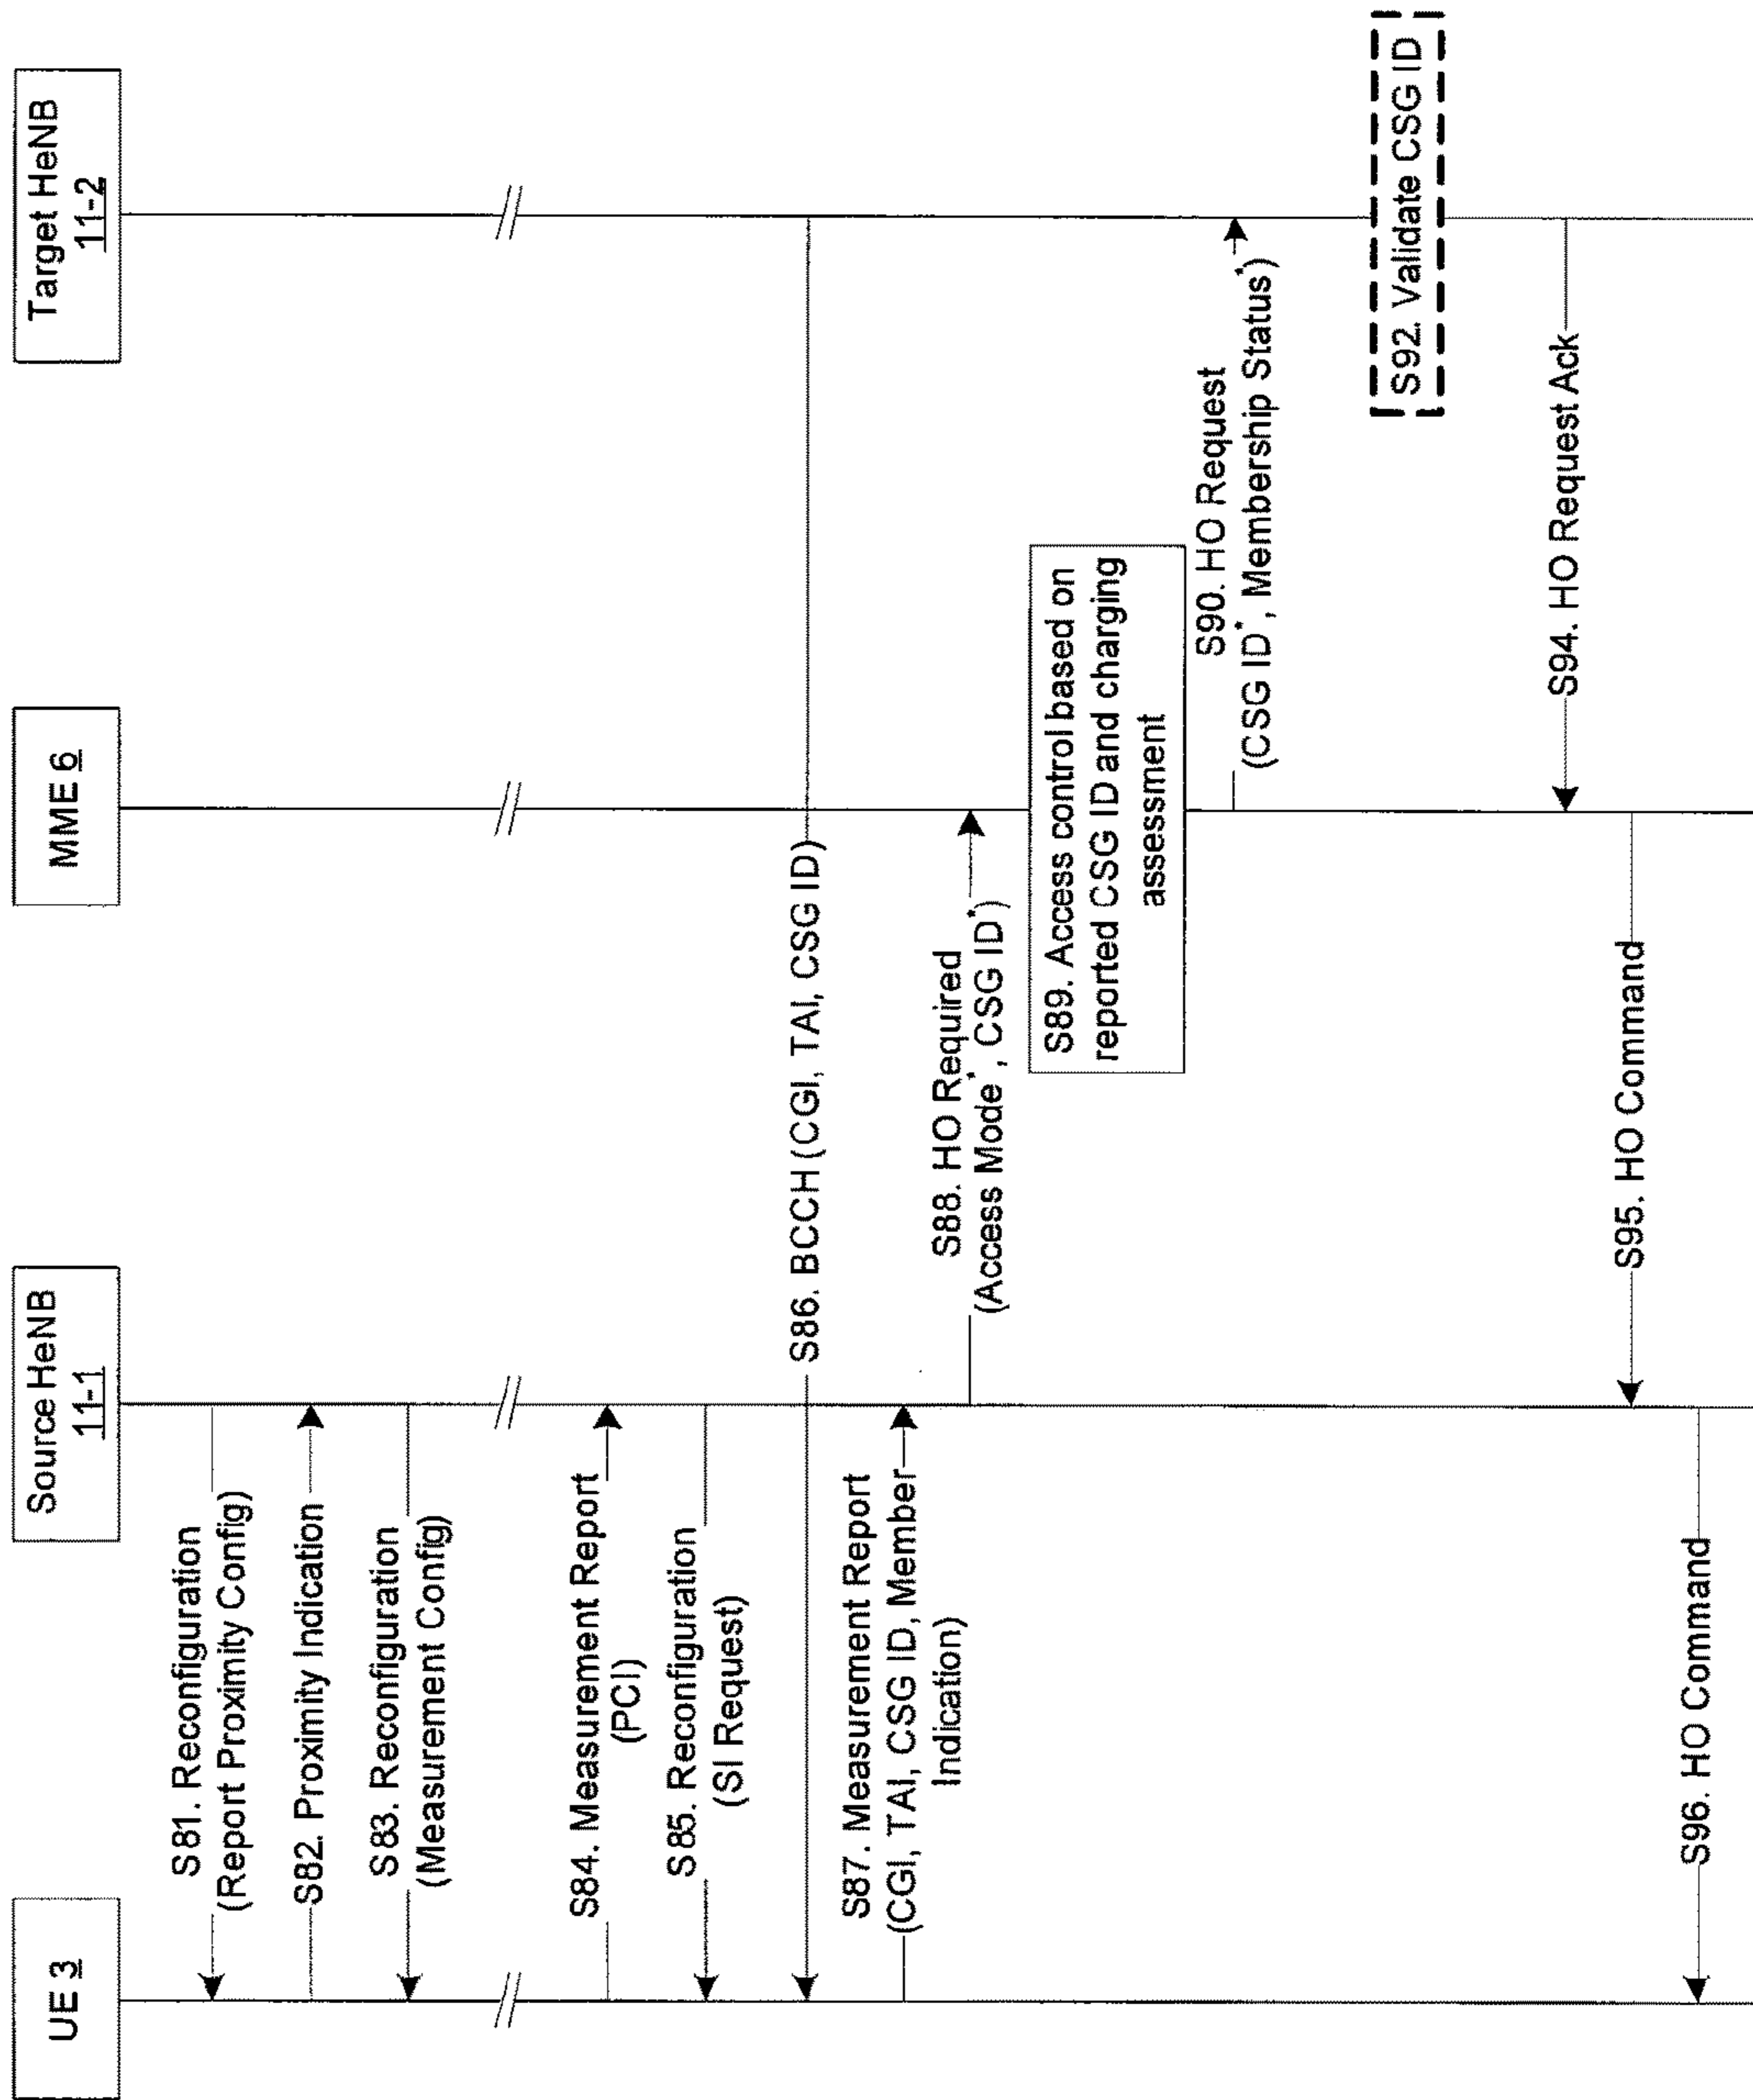 UE 3
Source HeNB
11-1
MME 6
Target HeNB
11-2
S81. Reconfiguration
(Report Proximity Config)
S82. Proximity Indication
S83. Reconfiguration
(Measurement Config)
S84. Measurement Report
(PCI)
S85. Reconfiguration
(SI Request)
S86. BCCH (CGI, TAI, CSG ID)
S87. Measurement Report
(CGI, TAI, CSG ID, Member
Indication)
S88. HO Required
(Access Mode*, CSG ID*)
S89. Access control based on
reported CSG ID and charging
assessment
S90. HO Request
(CSG ID*, Membership Status*)
S92. Validate CSG ID
S94. HO Request Ack
S95. HO Command
S96. HO Command